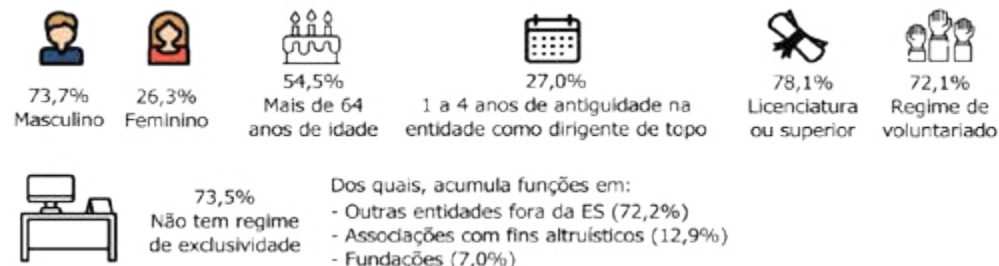 73,7%
Masculino
26,3%
Feminino
54,5%
Mais de 64
anos de idade
27,0%
1 a 4 anos de antiguidade na
entidade como dirigente de topo
78,1%
Licenciatura
ou superior
72,1%
Regime de
voluntariado
73,5%
Não tem regime
de exclusividade
Dos quais, acumula funções em:
- Outras entidades fora da ES (72,2%)
- Associações com fins altruísticos (12,9%)
- Fundações (7,0%)